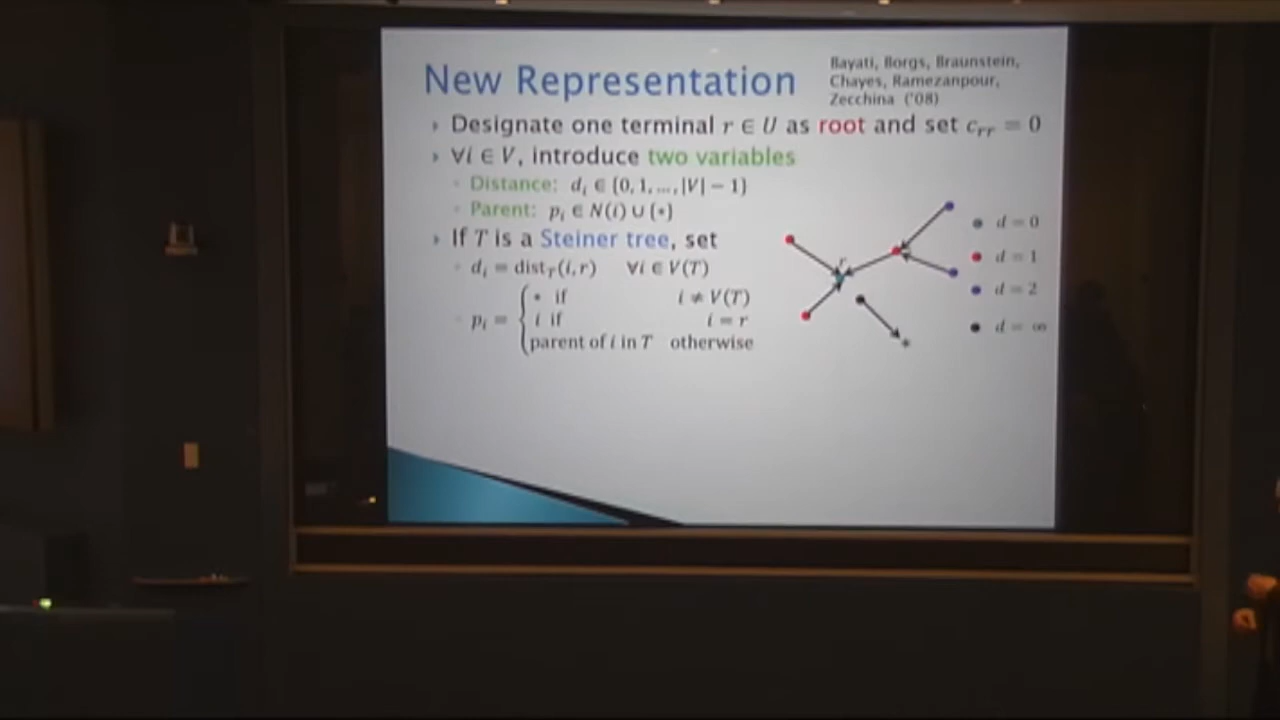 New Representation
Bayati, Borgs, Braunstein,
Chayes, Ramezanpour,
Zecchina ('08)
Designate one terminal r ∈ U as root and set c_rr = 0
∀i ∈ V, introduce two variables
Distance: d_i ∈ {0, 1, ..., |V| − 1}
Parent: p_i ∈ N(i) ∪ {*}
If T is a Steiner tree, set
d_i = dist_T(i, r) ∀i ∈ V(T)
p_i = { * if i ≠ V(T)
i if i = r
parent of i in T otherwise
r
*
d = 0
d = 1
d = 2
d = ∞